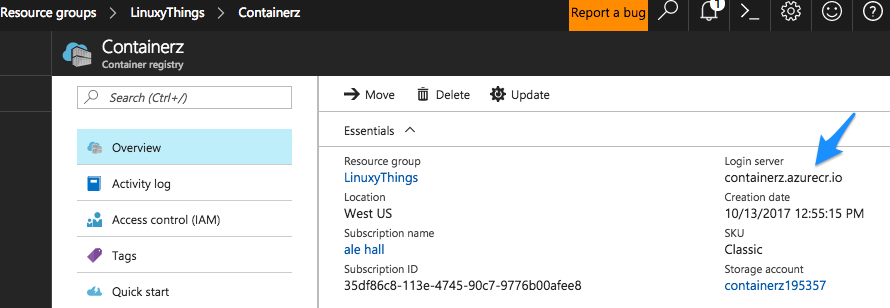 Resource groups > LinuxyThings > Containerz
Report a bug
1
Containerz
Container registry
Search (Ctrl+/)
Overview
Activity log
Access control (IAM)
Tags
Quick start
Move Delete Update
Essentials
Resource group
LinuxyThings
Location
West US
Subscription name
ale hall
Subscription ID
35df86c8-113e-4745-90c7-9776b00afee8
Login server
containerz.azurecr.io
Creation date
10/13/2017 12:55:15 PM
SKU
Classic
Storage account
containerz195357